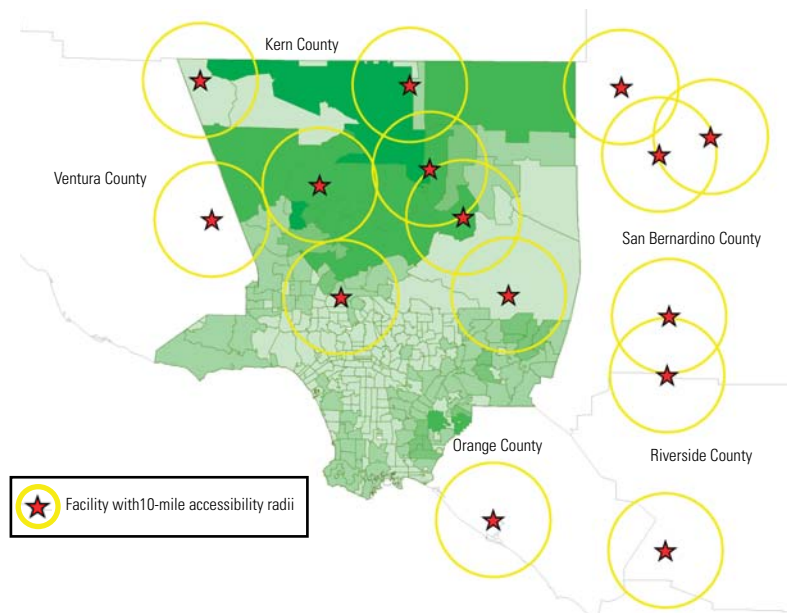 Kern County
Ventura County
San Bernardino County
Orange County
Riverside County
Facility with10-mile accessibility radii